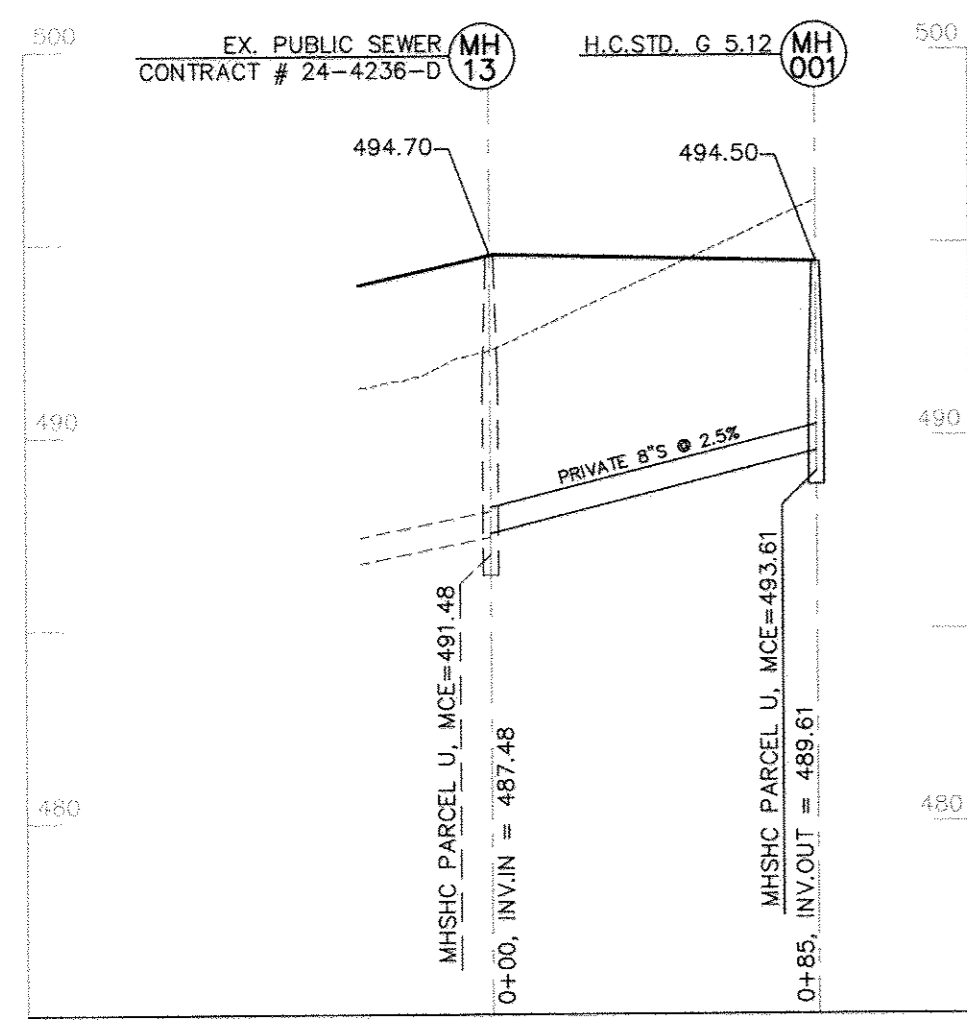 500
EX. PUBLIC SEWER
CONTRACT # 24-4236-D
MH
13
H.C.STD. G 5.12
MH
001
500
494.70
494.50
490
490
PRIVATE 8"S @ 2.5%
480
480
MHSHC PARCEL U, MCE=491.48
0+00, INV.IN = 487.48
MHSHC PARCEL U, MCE=493.61
0+85, INV.OUT = 489.61